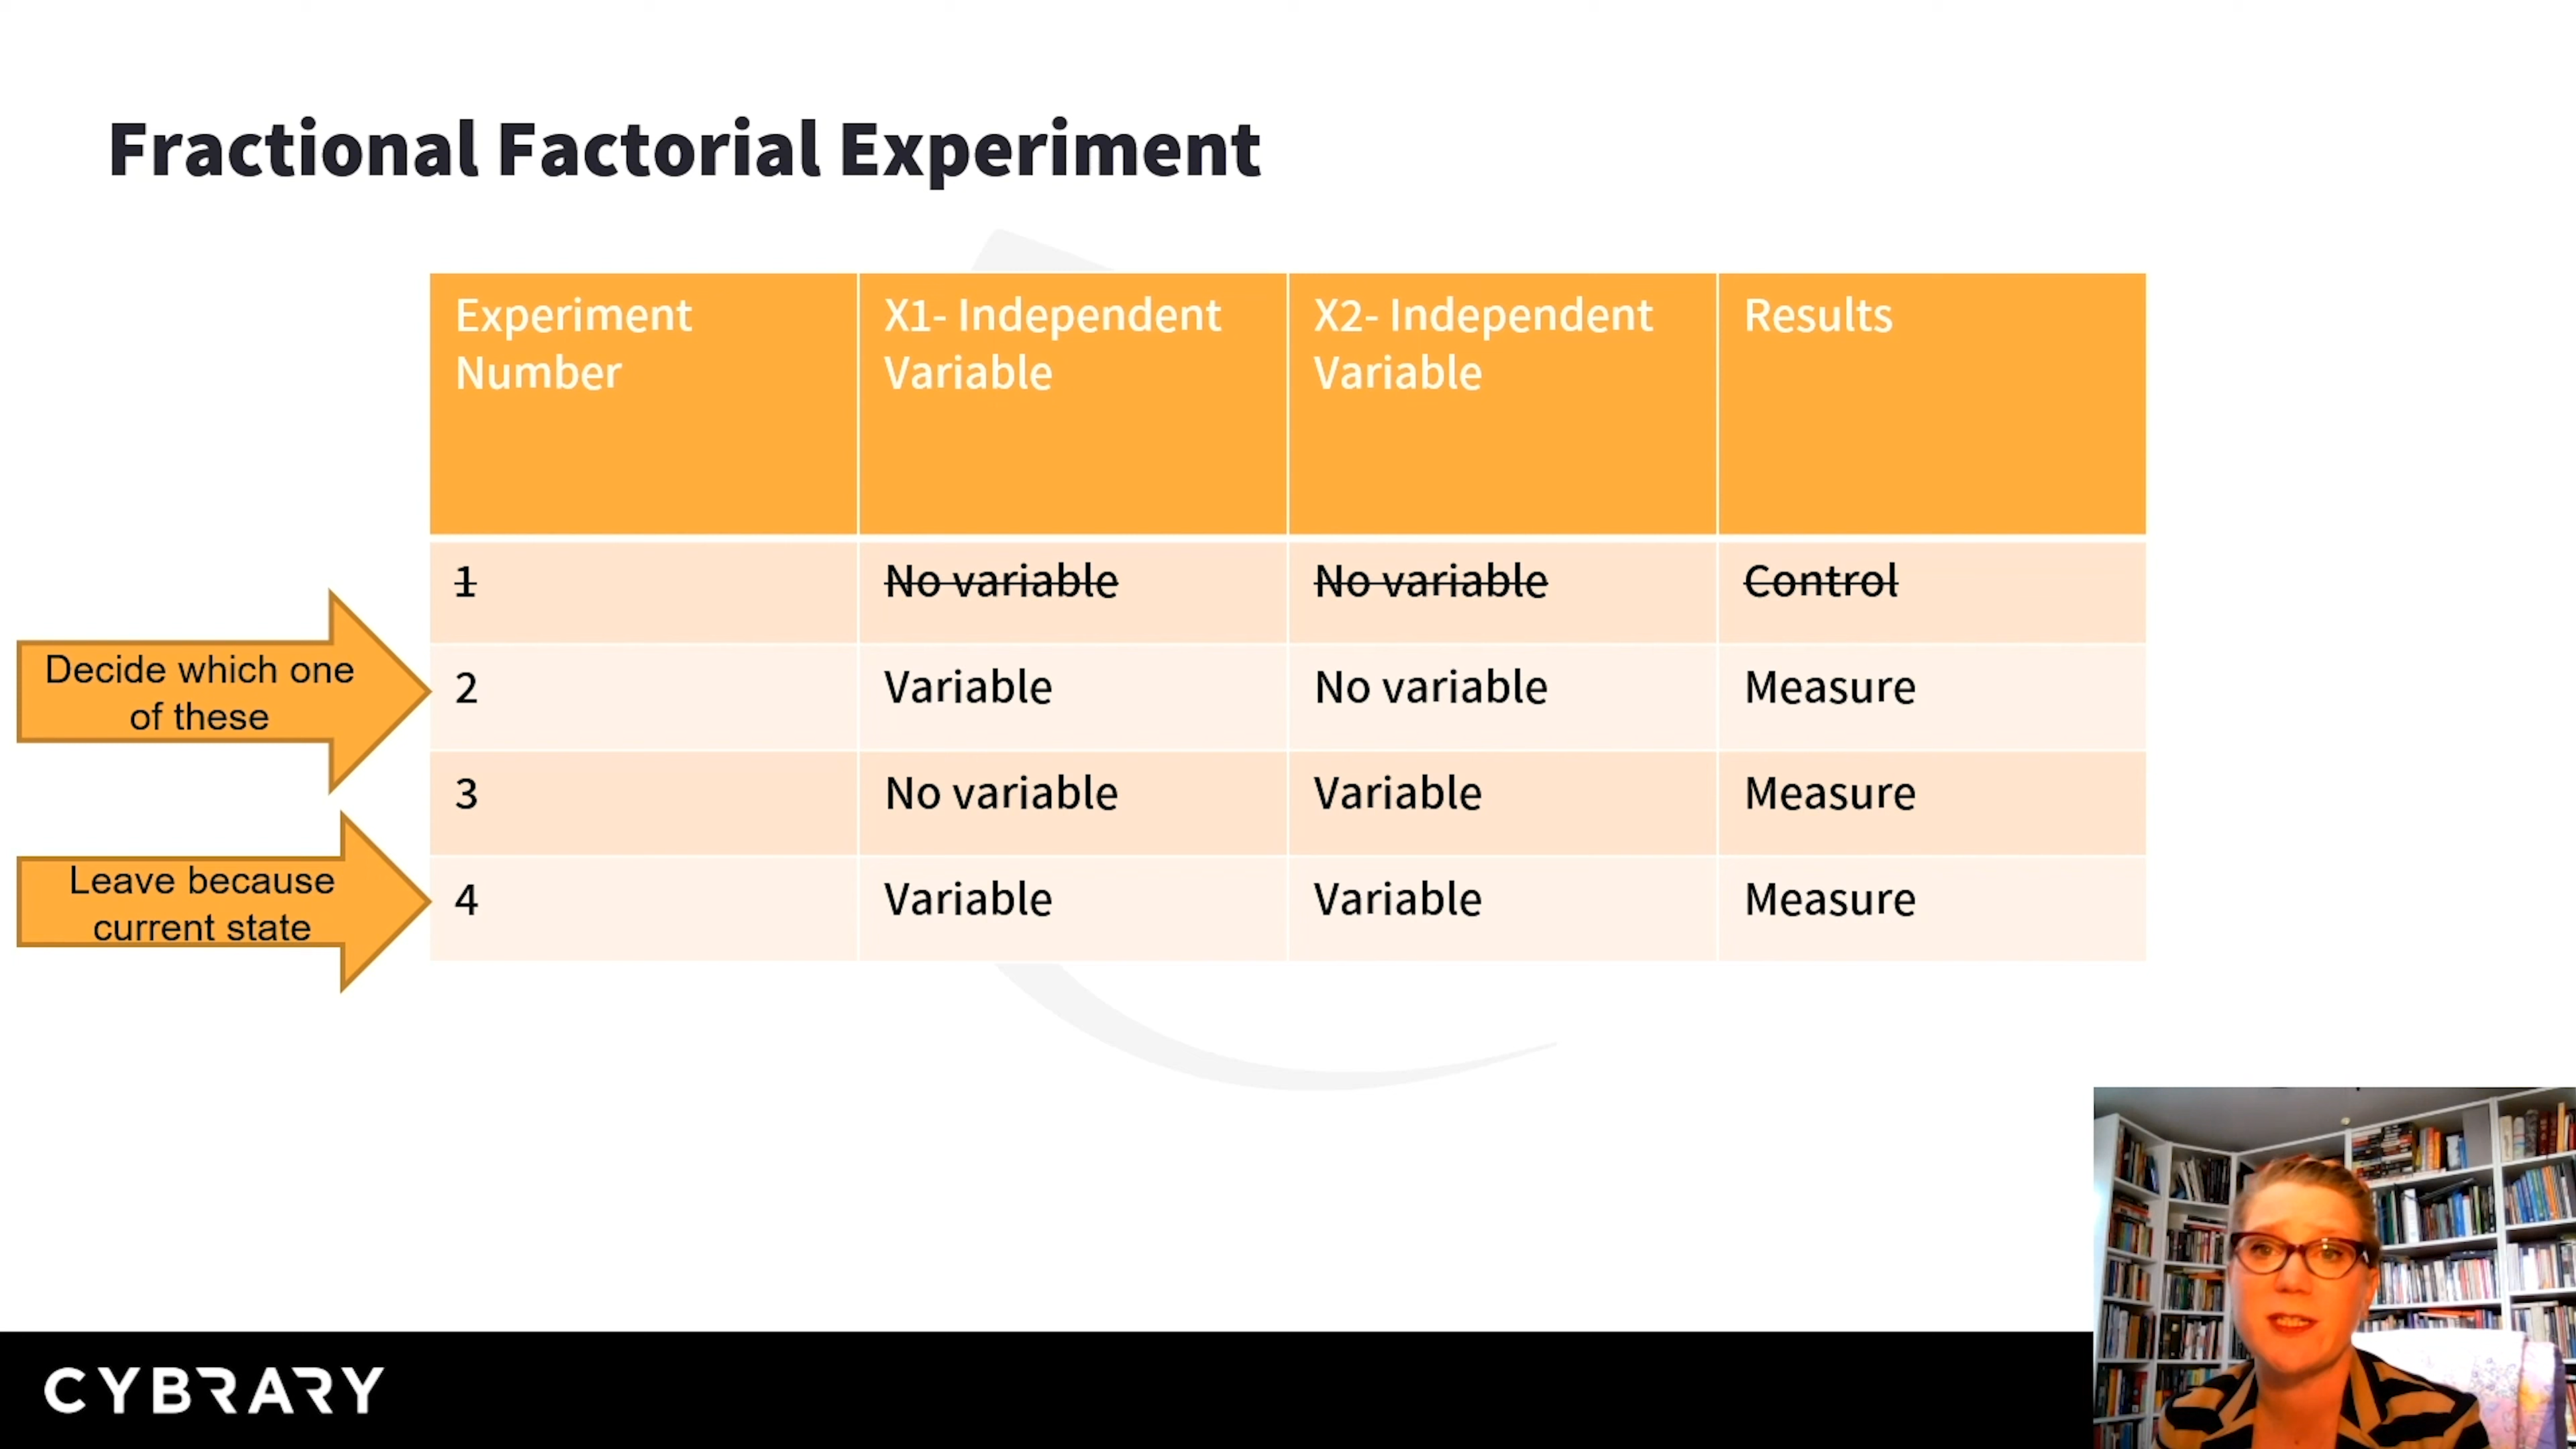 Fractional Factorial Experiment
Experiment
Number
X1- Independent
Variable
X2- Independent
Variable
Results
1
No variable
No variable
Control
Decide which one
of these
2
Variable
No variable
Measure
3
No variable
Variable
Measure
Leave because
current state
4
Variable
Variable
Measure
CYBRARY